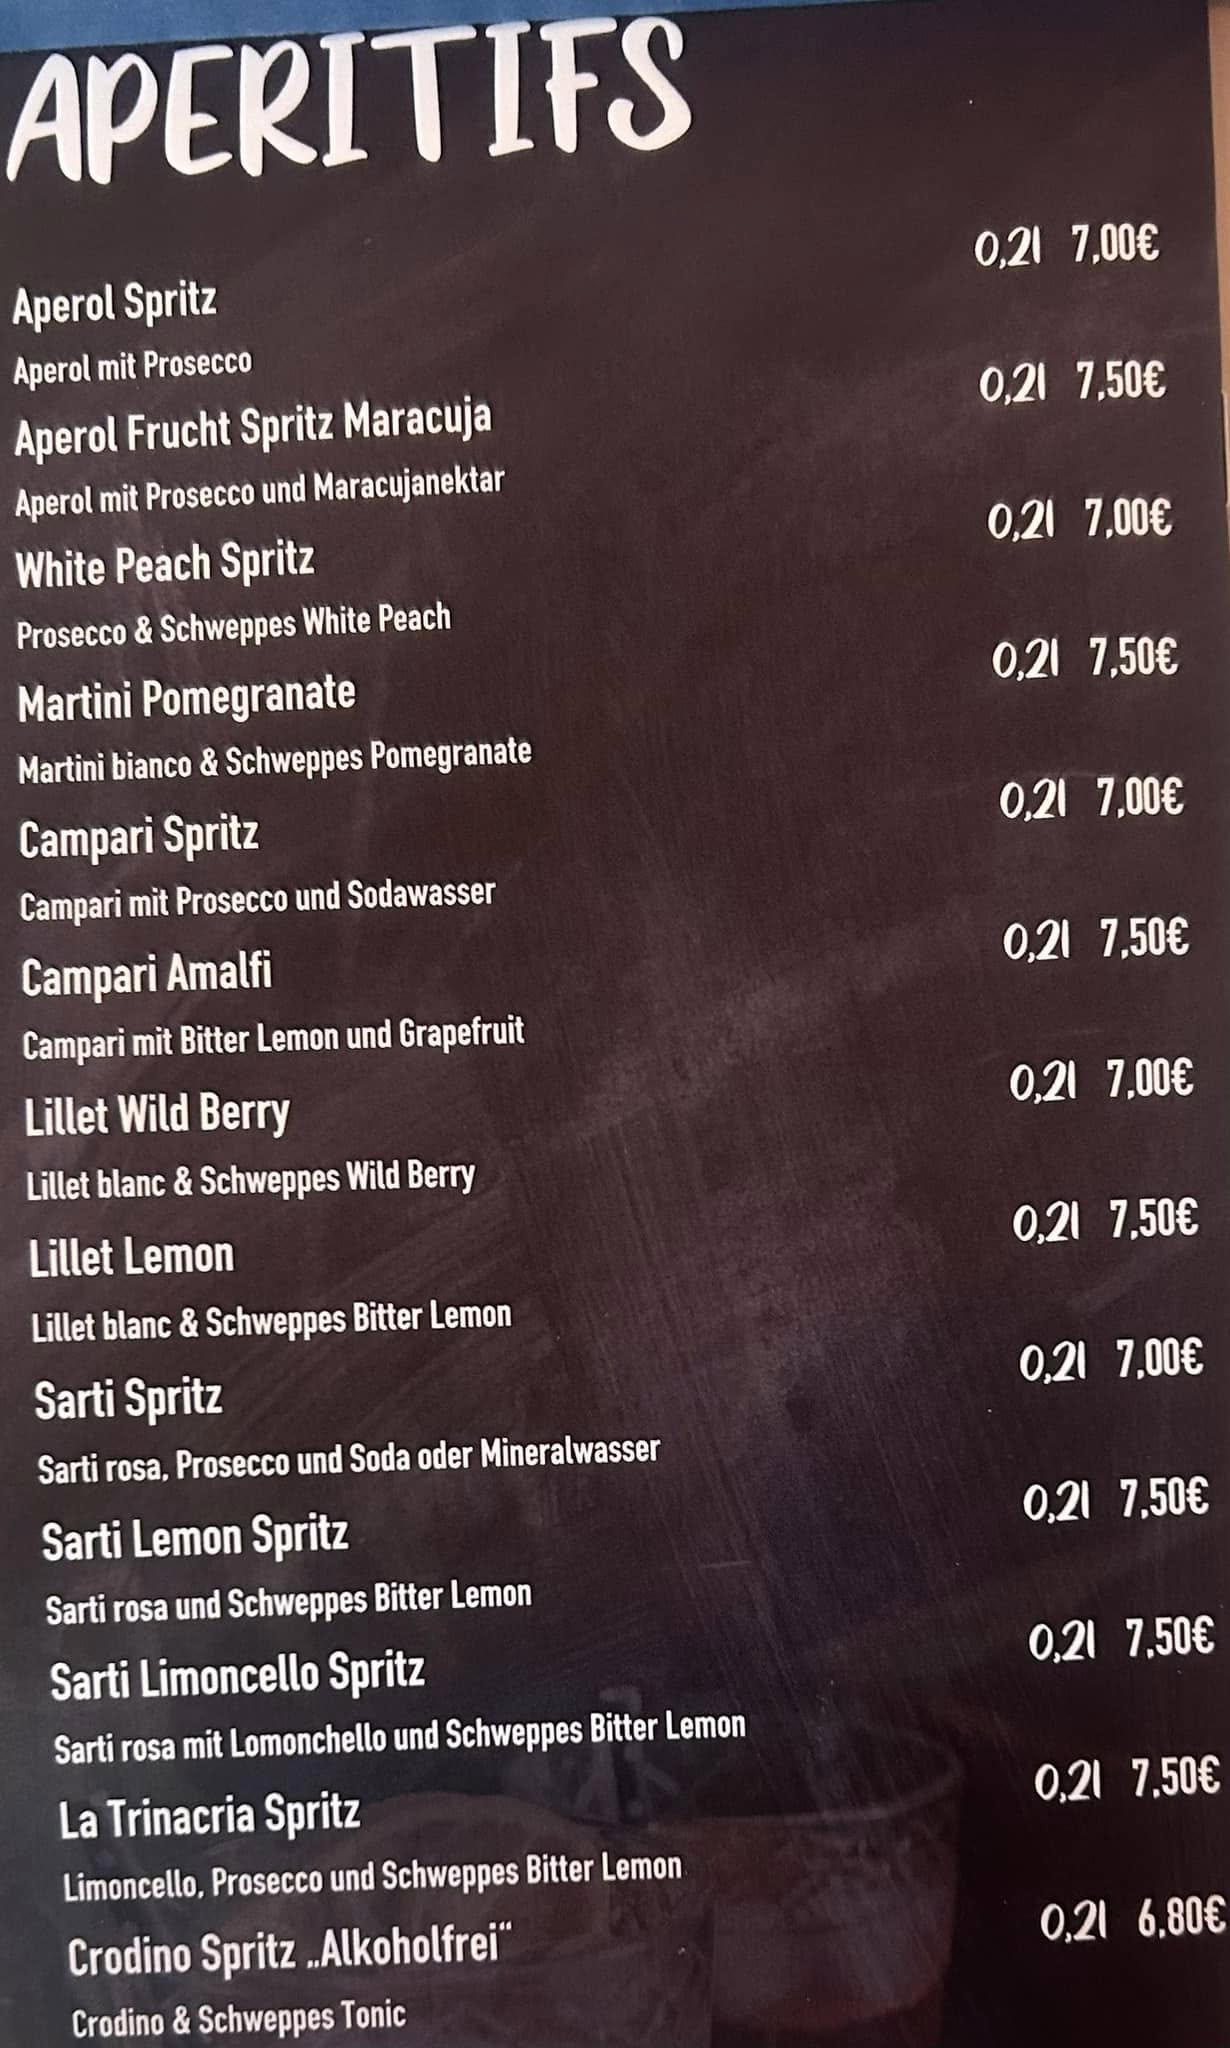 APERITIFS
Aperol Spritz 0,2l 7,00€
Aperol mit Prosecco
Aperol Frucht Spritz Maracuja 0,2l 7,50€
Aperol mit Prosecco und Maracujanektar
White Peach Spritz 0,2l 7,00€
Prosecco & Schweppes White Peach
Martini Pomegranate 0,2l 7,50€
Martini bianco & Schweppes Pomegranate
Campari Spritz 0,2l 7,00€
Campari mit Prosecco und Sodawasser
Campari Amalfi 0,2l 7,50€
Campari mit Bitter Lemon und Grapefruit
Lillet Wild Berry 0,2l 7,00€
Lillet blanc & Schweppes Wild Berry
Lillet Lemon 0,2l 7,50€
Lillet blanc & Schweppes Bitter Lemon
Sarti Spritz 0,2l 7,00€
Sarti rosa, Prosecco und Soda oder Mineralwasser
Sarti Lemon Spritz 0,2l 7,50€
Sarti rosa und Schweppes Bitter Lemon
Sarti Limoncello Spritz 0,2l 7,50€
Sarti rosa mit Lomonchello und Schweppes Bitter Lemon
La Trinacria Spritz 0,2l 7,50€
Limoncello, Prosecco und Schweppes Bitter Lemon
Crodino Spritz „Alkoholfrei“ 0,2l 6,80€
Crodino & Schweppes Tonic